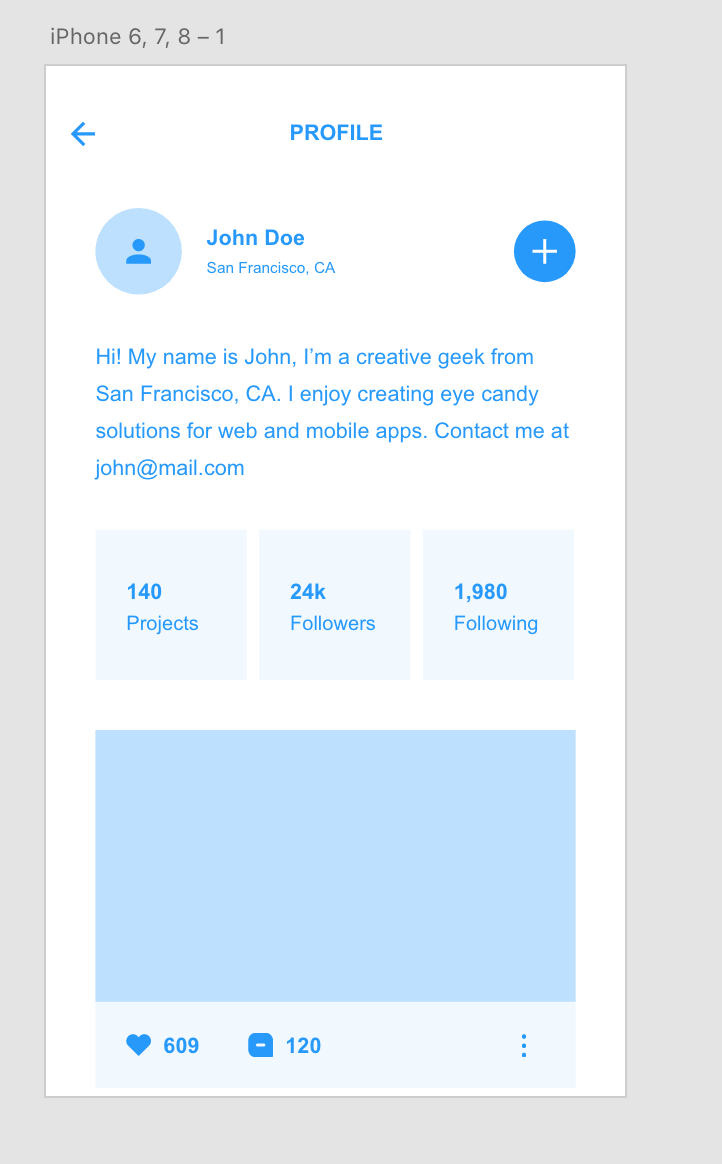 iPhone 6, 7, 8 – 1
PROFILE
John Doe
San Francisco, CA
Hi! My name is John, I’m a creative geek from
San Francisco, CA. I enjoy creating eye candy
solutions for web and mobile apps. Contact me at
john@mail.com
140
Projects
24k
Followers
1,980
Following
609
120